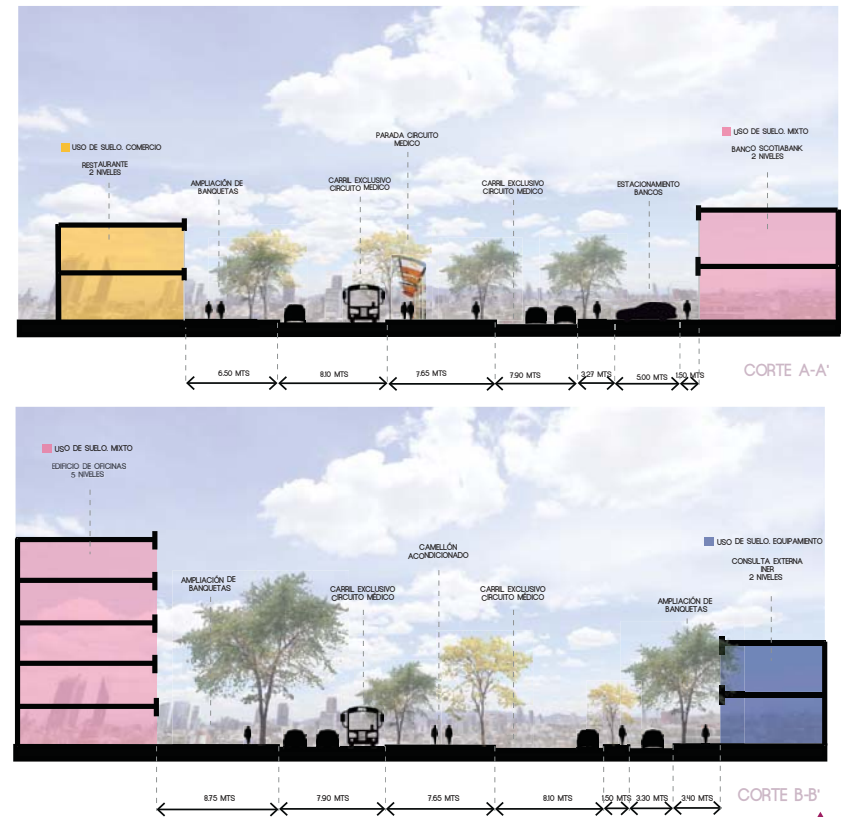 USO DE SUELO. COMERCIO
RESTAURANTE
2 NIVELES
AMPLIACIÓN DE
BANQUETAS
CARRIL EXCLUSIVO
CIRCUITO MEDICO
PARADA CIRCUITO
MEDICO
CARRIL EXCLUSIVO
CIRCUITO MEDICO
ESTACIONAMIENTO
BANCOS
USO DE SUELO. MIXTO
BANCO SCOTIABANK
2 NIVELES
6.50 MTS
8.10 MTS
7.65 MTS
7.90 MTS
3.27 MTS
5.00 MTS
1.50 MTS
CORTE A-A'
USO DE SUELO. MIXTO
EDIFICIO DE OFICINAS
5 NIVELES
AMPLIACIÓN DE
BANQUETAS
CARRIL EXCLUSIVO
CÍRCUITO MÉDICO
CAMELLÓN
ACONDICIONADO
CARRIL EXCLUSIVO
CÍRCUITO MÉDICO
AMPLIACIÓN DE
BANQUETAS
USO DE SUELO. EQUIPAMIENTO
CONSULTA EXTERNA
INER
2 NIVELES
8.75 MTS
7.90 MTS
7.65 MTS
8.10 MTS
1.50 MTS
3.30 MTS
3.40 MTS
CORTE B-B'